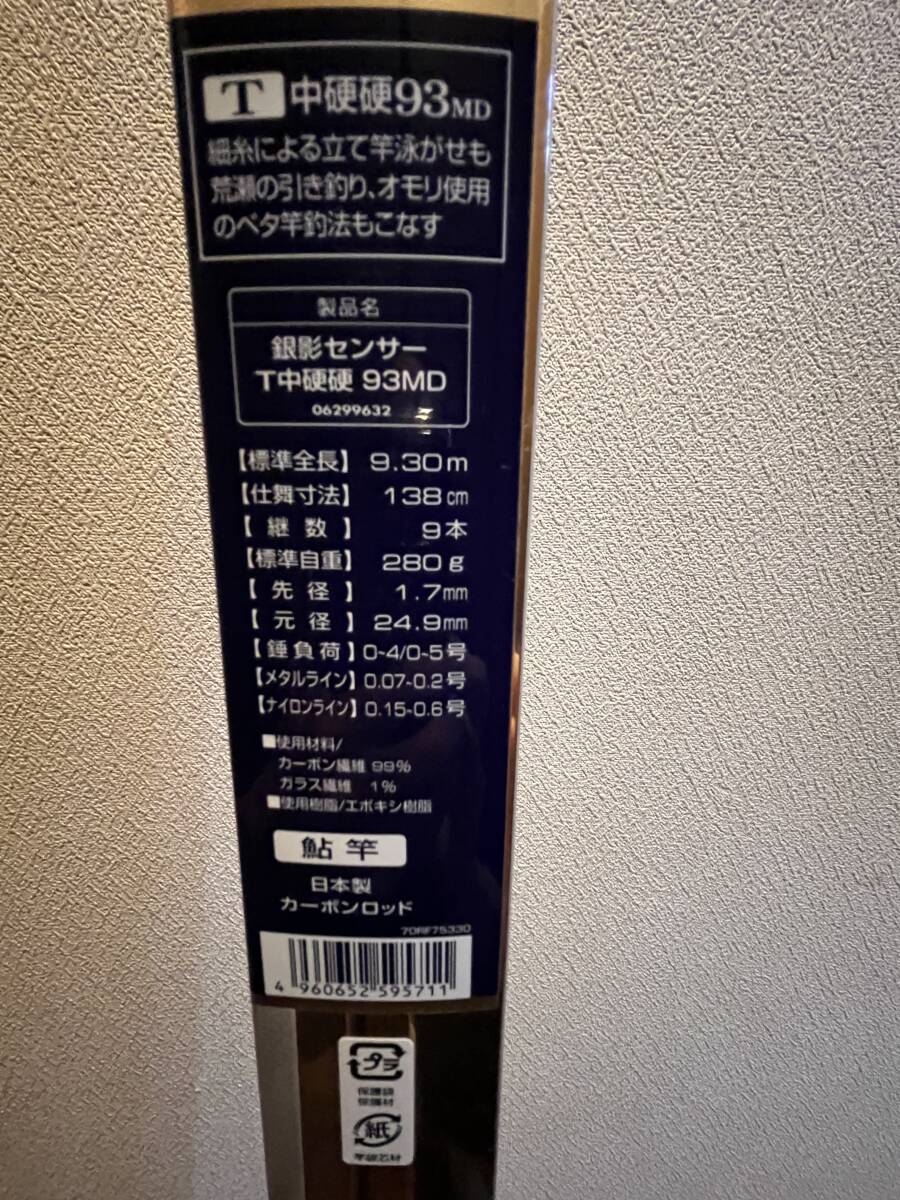 T 中硬硬93MD
細糸による立て竿泳がせも
荒瀬の引き釣り、オモリ使用
のベタ竿釣法もこなす
製品名
銀影センサー
T中硬硬 93MD
06299632
【標準全長】 9.30m
【仕舞寸法】 138cm
【継数】 9本
【標準自重】 280g
【先径】 1.7mm
【元径】 24.9mm
【錘負荷】 0~4/0~5号
【メタルライン】 0.07~0.2号
【ナイロンライン】 0.15~0.6号
■使用材料/
カーボン繊維 99%
ガラス繊維 1%
■使用樹脂/エポキシ樹脂
鮎竿
日本製
カーボンロッド
70RF75330
4 960652 595711
プラ
保護袋
保護材
紙